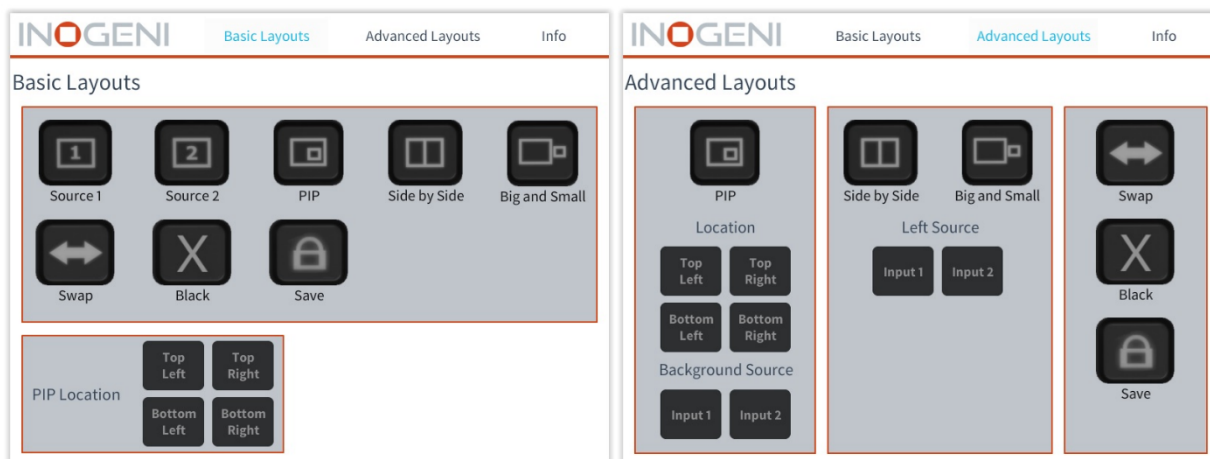 INOGENI
Basic Layouts
Advanced Layouts
Info
Basic Layouts
1
2
Source 1
Source 2
PIP
Side by Side
Big and Small
X
Swap
Black
Save
PIP Location
Top
Left
Top
Right
Bottom
Left
Bottom
Right
INOGENI
Basic Layouts
Advanced Layouts
Info
Advanced Layouts
PIP
Location
Top
Left
Top
Right
Bottom
Left
Bottom
Right
Background Source
Input 1
Input 2
Side by Side
Big and Small
Left Source
Input 1
Input 2
Swap
X
Black
Save